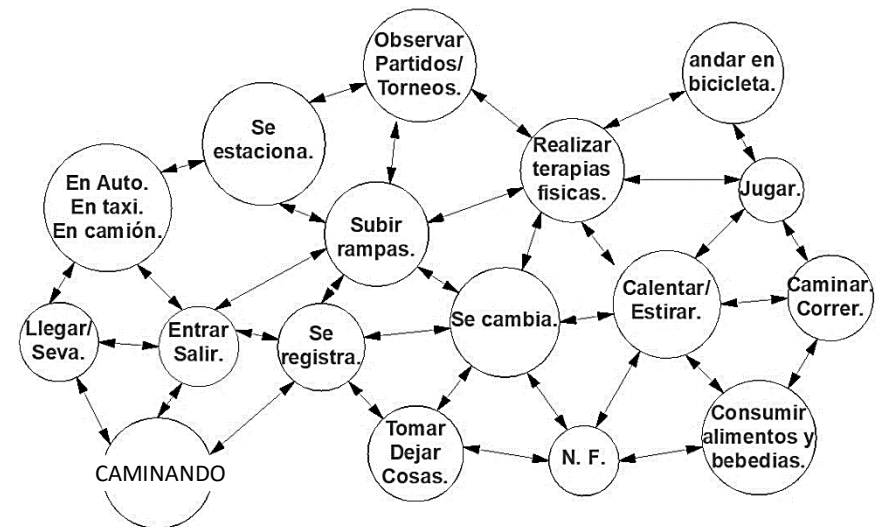 Observar
Partidos/
Torneos.
andar en
bicicleta.
Se
estaciona.
Realizar
terapias
fisicas.
En Auto.
En taxi.
En camión.
Jugar.
Subir
rampas.
Calentar/
Estirar.
Caminar.
Correr.
Llegar/
Seva.
Entrar
Salir.
Se
registra.
Se cambia.
Consumir
alimentos y
bebedias.
Tomar
Dejar
Cosas.
N. F.
CAMINANDO